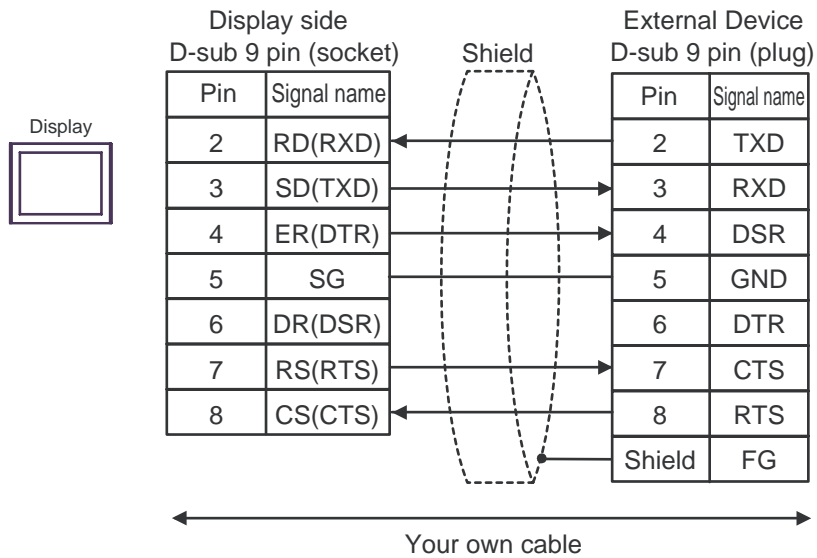 Display side
D-sub 9 pin (socket)
Shield
External Device
D-sub 9 pin (plug)
Display
Pin Signal name Pin Signal name
2 RD(RXD) 2 TXD
3 SD(TXD) 3 RXD
4 ER(DTR) 4 DSR
5 SG 5 GND
6 DR(DSR) 6 DTR
7 RS(RTS) 7 CTS
8 CS(CTS) 8 RTS
Shield FG
Your own cable